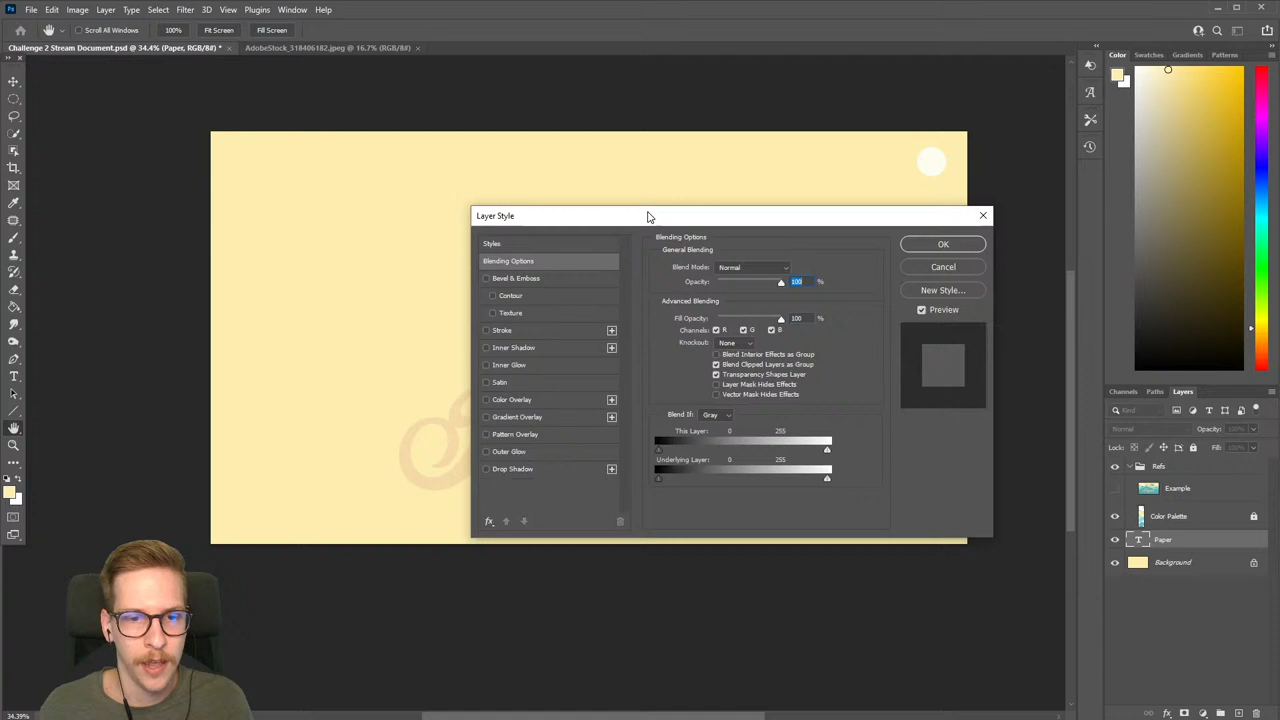 Ps File Edit Image Layer Type Select Filter 3D View Plugins Window Help
Scroll All Windows 100% Fit Screen Fill Screen
Challenge 2 Stream Document.psd @ 34.4% (Paper, RGB/8#) * × AdobeStock_318406182.jpeg @ 16.7% (RGB/8#) ×
Color Swatches Gradients Patterns
Layer Style
Styles
Blending Options
Bevel & Emboss
Contour
Texture
Stroke
Inner Shadow
Inner Glow
Satin
Color Overlay
Gradient Overlay
Pattern Overlay
Outer Glow
Drop Shadow
fx
Blending Options
General Blending
Blend Mode: Normal
Opacity: 100 %
Advanced Blending
Fill Opacity: 100 %
Channels: R G B
Knockout: None
Blend Interior Effects as Group
Blend Clipped Layers as Group
Transparency Shapes Layer
Layer Mask Hides Effects
Vector Mask Hides Effects
Blend If: Gray
This Layer: 0 255
Underlying Layer: 0 255
OK
Cancel
New Style...
Preview
Channels Paths Layers
Kind
Normal Opacity: 100%
Lock: Fill: 100%
Refs
Example
Color Palette
T Paper
Background
fx
34.39%